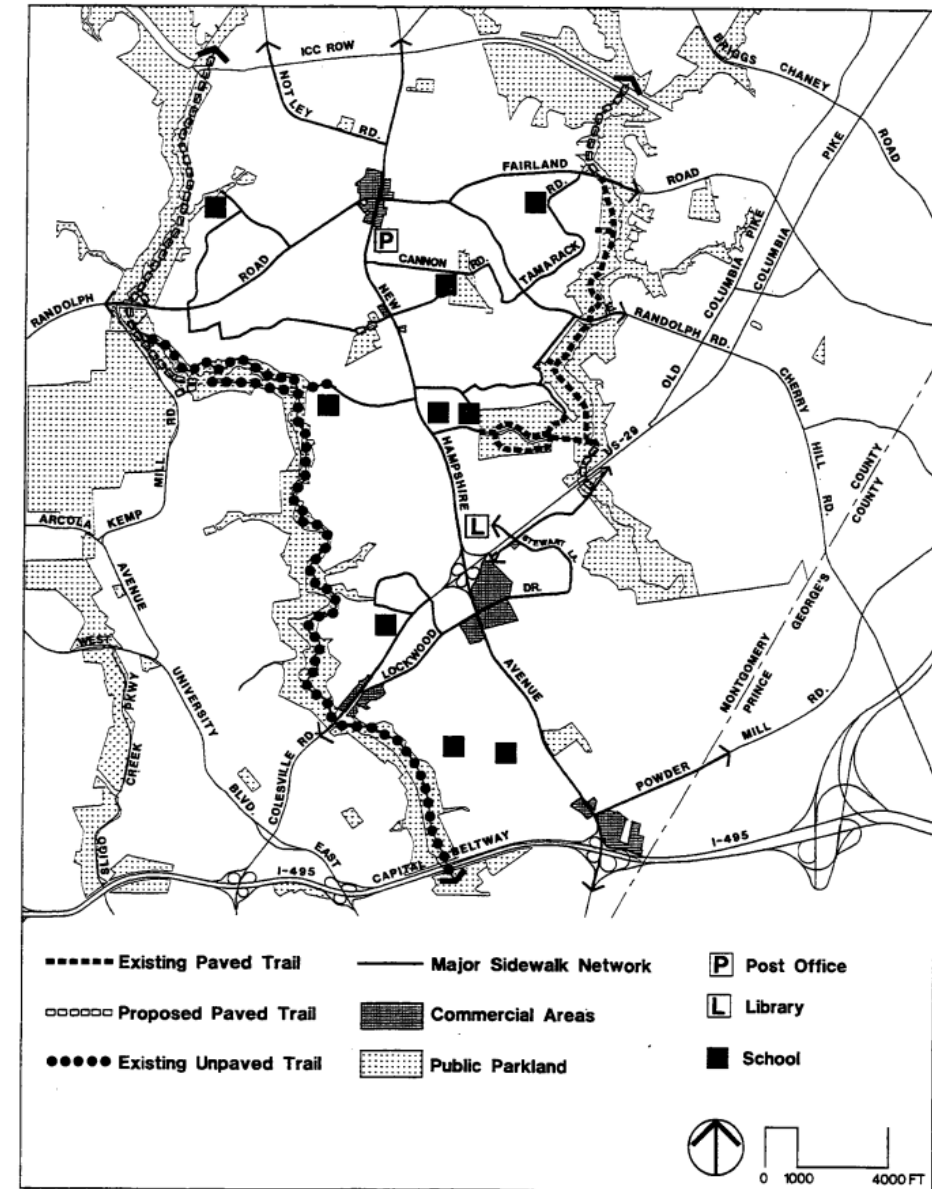 ICC ROW
BRIGGS
CHANEY
ROAD
NOTLEY
RD.
PIKE
FAIRLAND
ROAD
RD.
P
ROAD
CANNON
RD.
TAMARACK
COLUMBIA PIKE
COLUMBIA
RANDOLPH
NEW
RANDOLPH RD.
OLD
CHERRY
HILL
RD.
MILL
RD.
HAMPSHIRE
US-29
COUNTY
COUNTY
ARCOLA
KEMP
L
STEWART LA.
AVENUE
DR.
LOCKWOOD
MONTGOMERY
PRINCE GEORGE'S
WEST
UNIVERSITY
AVENUE
PKWY
CREEK
SLIGO
COLESVILLE RD.
BLVD
EAST
POWDER
MILL
RD.
I-495
CAPITAL
BELTWAY
I-495
Existing Paved Trail
Major Sidewalk Network
P Post Office
Proposed Paved Trail
Commercial Areas
L Library
Existing Unpaved Trail
Public Parkland
School
0 1000 4000 FT